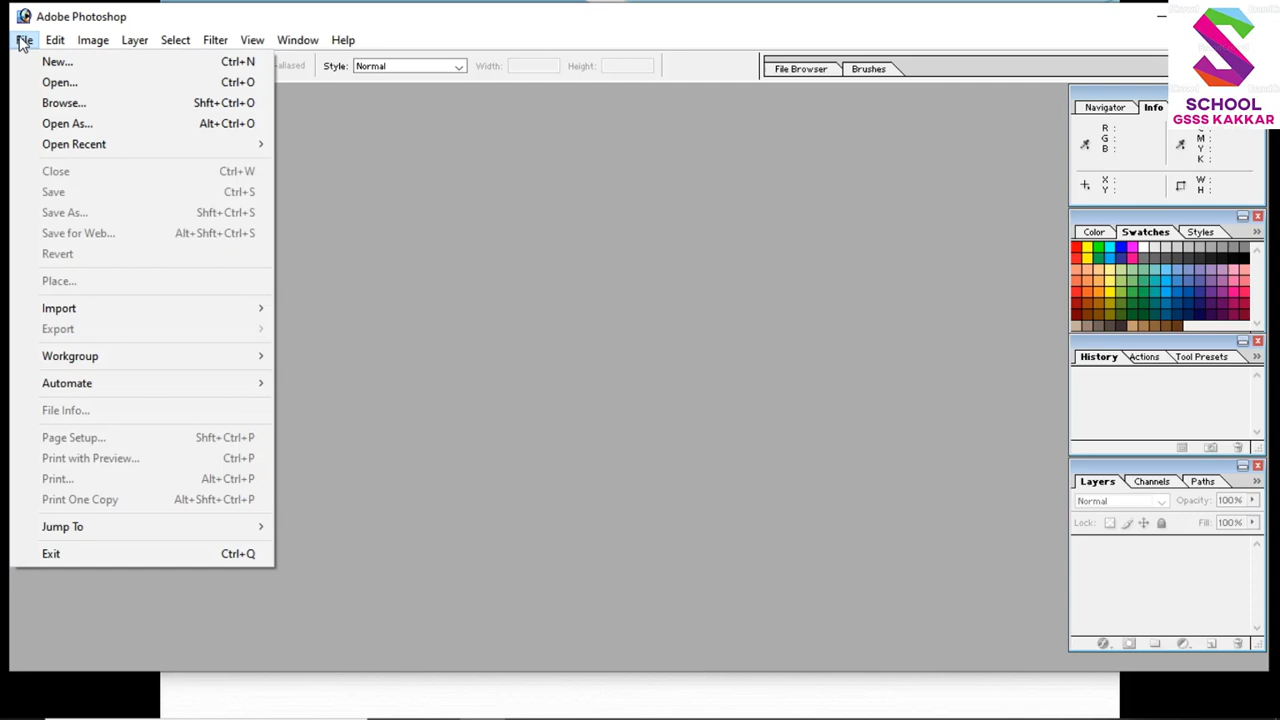 Adobe Photoshop
File Edit Image Layer Select Filter View Window Help
Style: Normal Width: Height: File Browser Brushes
New... Ctrl+N
Open... Ctrl+O
Browse... Shft+Ctrl+O
Open As... Alt+Ctrl+O
Open Recent
Close Ctrl+W
Save Ctrl+S
Save As... Shft+Ctrl+S
Save for Web... Alt+Shft+Ctrl+S
Revert
Place...
Import
Export
Workgroup
Automate
File Info...
Page Setup... Shft+Ctrl+P
Print with Preview... Ctrl+P
Print... Alt+Ctrl+P
Print One Copy Alt+Shft+Ctrl+P
Jump To
Exit Ctrl+Q
SCHOOL
GSSS KAKKAR
Navigator Info
R :
G :
B :
M :
Y :
K :
X :
Y :
W :
H :
Color Swatches Styles
History Actions Tool Presets
Layers Channels Paths
Normal Opacity: 100%
Lock: Fill: 100%